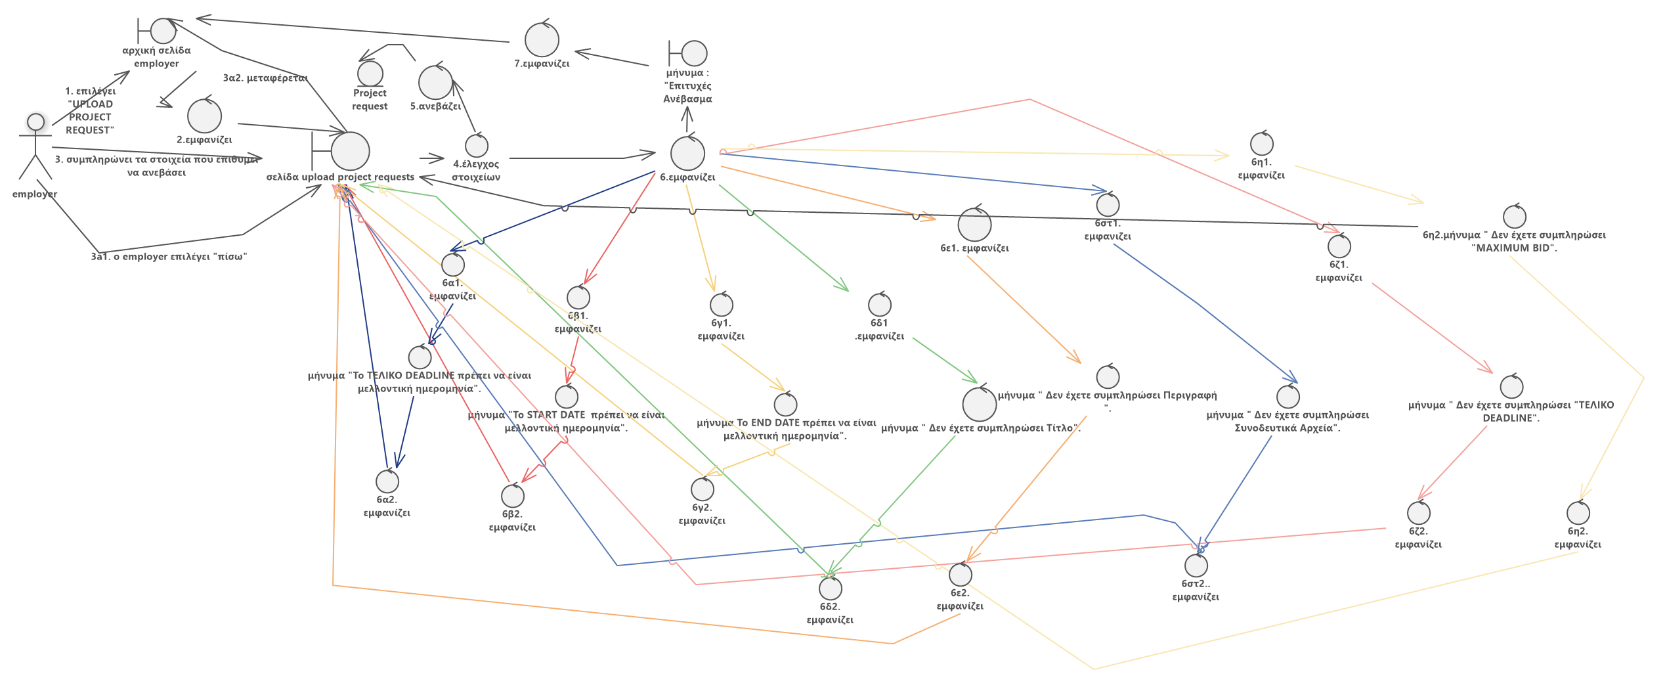 αρχική σελίδα
employer
7.εμφανίζει
μήνυμα :
"Επιτυχές
Ανέβασμα
3α2. μεταφέρεται
1. επιλέγει
"UPLOAD
PROJECT
REQUEST"
Project
request
5.ανεβάζει
2.εμφανίζει
3. συμπληρώνει τα στοιχεία που επιθυμεί
να ανεβάσει
employer
σελίδα upload project requests
4.έλεγχος
στοιχείων
6.εμφανίζει
6η1.
εμφανίζει
3a1. ο employer επιλέγει "πίσω"
6ε1. εμφανίζει
6στ1.
εμφανίζει
6ζ1.
εμφανίζει
6η2.μήνυμα " Δεν έχετε συμπληρώσει
"MAXIMUM BID".
6α1.
εμφανίζει
6β1.
εμφανίζει
6γ1.
εμφανίζει
6δ1
.εμφανίζει
μήνυμα "Το ΤΕΛΙΚΟ DEADLINE πρέπει να είναι
μελλοντική ημερομηνία".
μήνυμα "Το START DATE  πρέπει να είναι
μελλοντική ημερομηνία".
μήνυμα "Το END DATE πρέπει να είναι
μελλοντική ημερομηνία".
μήνυμα " Δεν έχετε συμπληρώσει Τίτλο".
μήνυμα " Δεν έχετε συμπληρώσει Περιγραφή
".
μήνυμα " Δεν έχετε συμπληρώσει
Συνοδευτικά Αρχεία".
μήνυμα " Δεν έχετε συμπληρώσει "ΤΕΛΙΚΟ
DEADLINE".
6α2.
εμφανίζει
6β2.
εμφανίζει
6γ2.
εμφανίζει
6ζ2.
εμφανίζει
6η2.
εμφανίζει
6δ2.
εμφανίζει
6ε2.
εμφανίζει
6στ2..
εμφανίζει